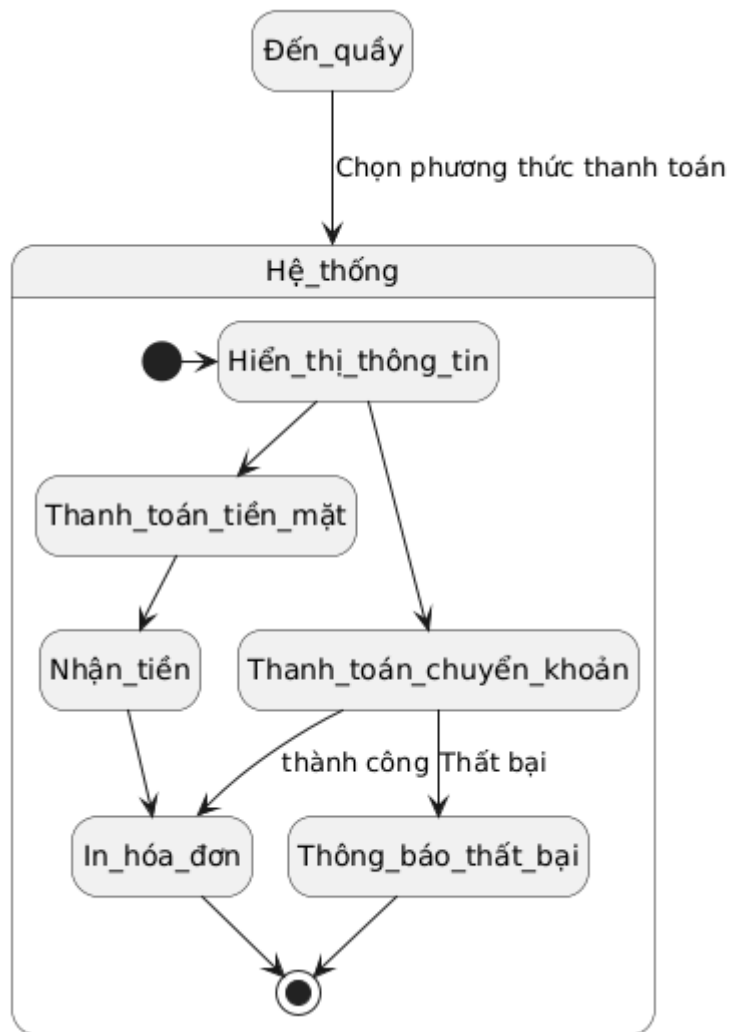 Đến_quầy
Chọn phương thức thanh toán
Hệ_thống
Hiển_thị_thông_tin
Thanh_toán_tiền_mặt
Nhận_tiền
Thanh_toán_chuyển_khoản
thành công
Thất bại
In_hóa_đơn
Thông_báo_thất_bại